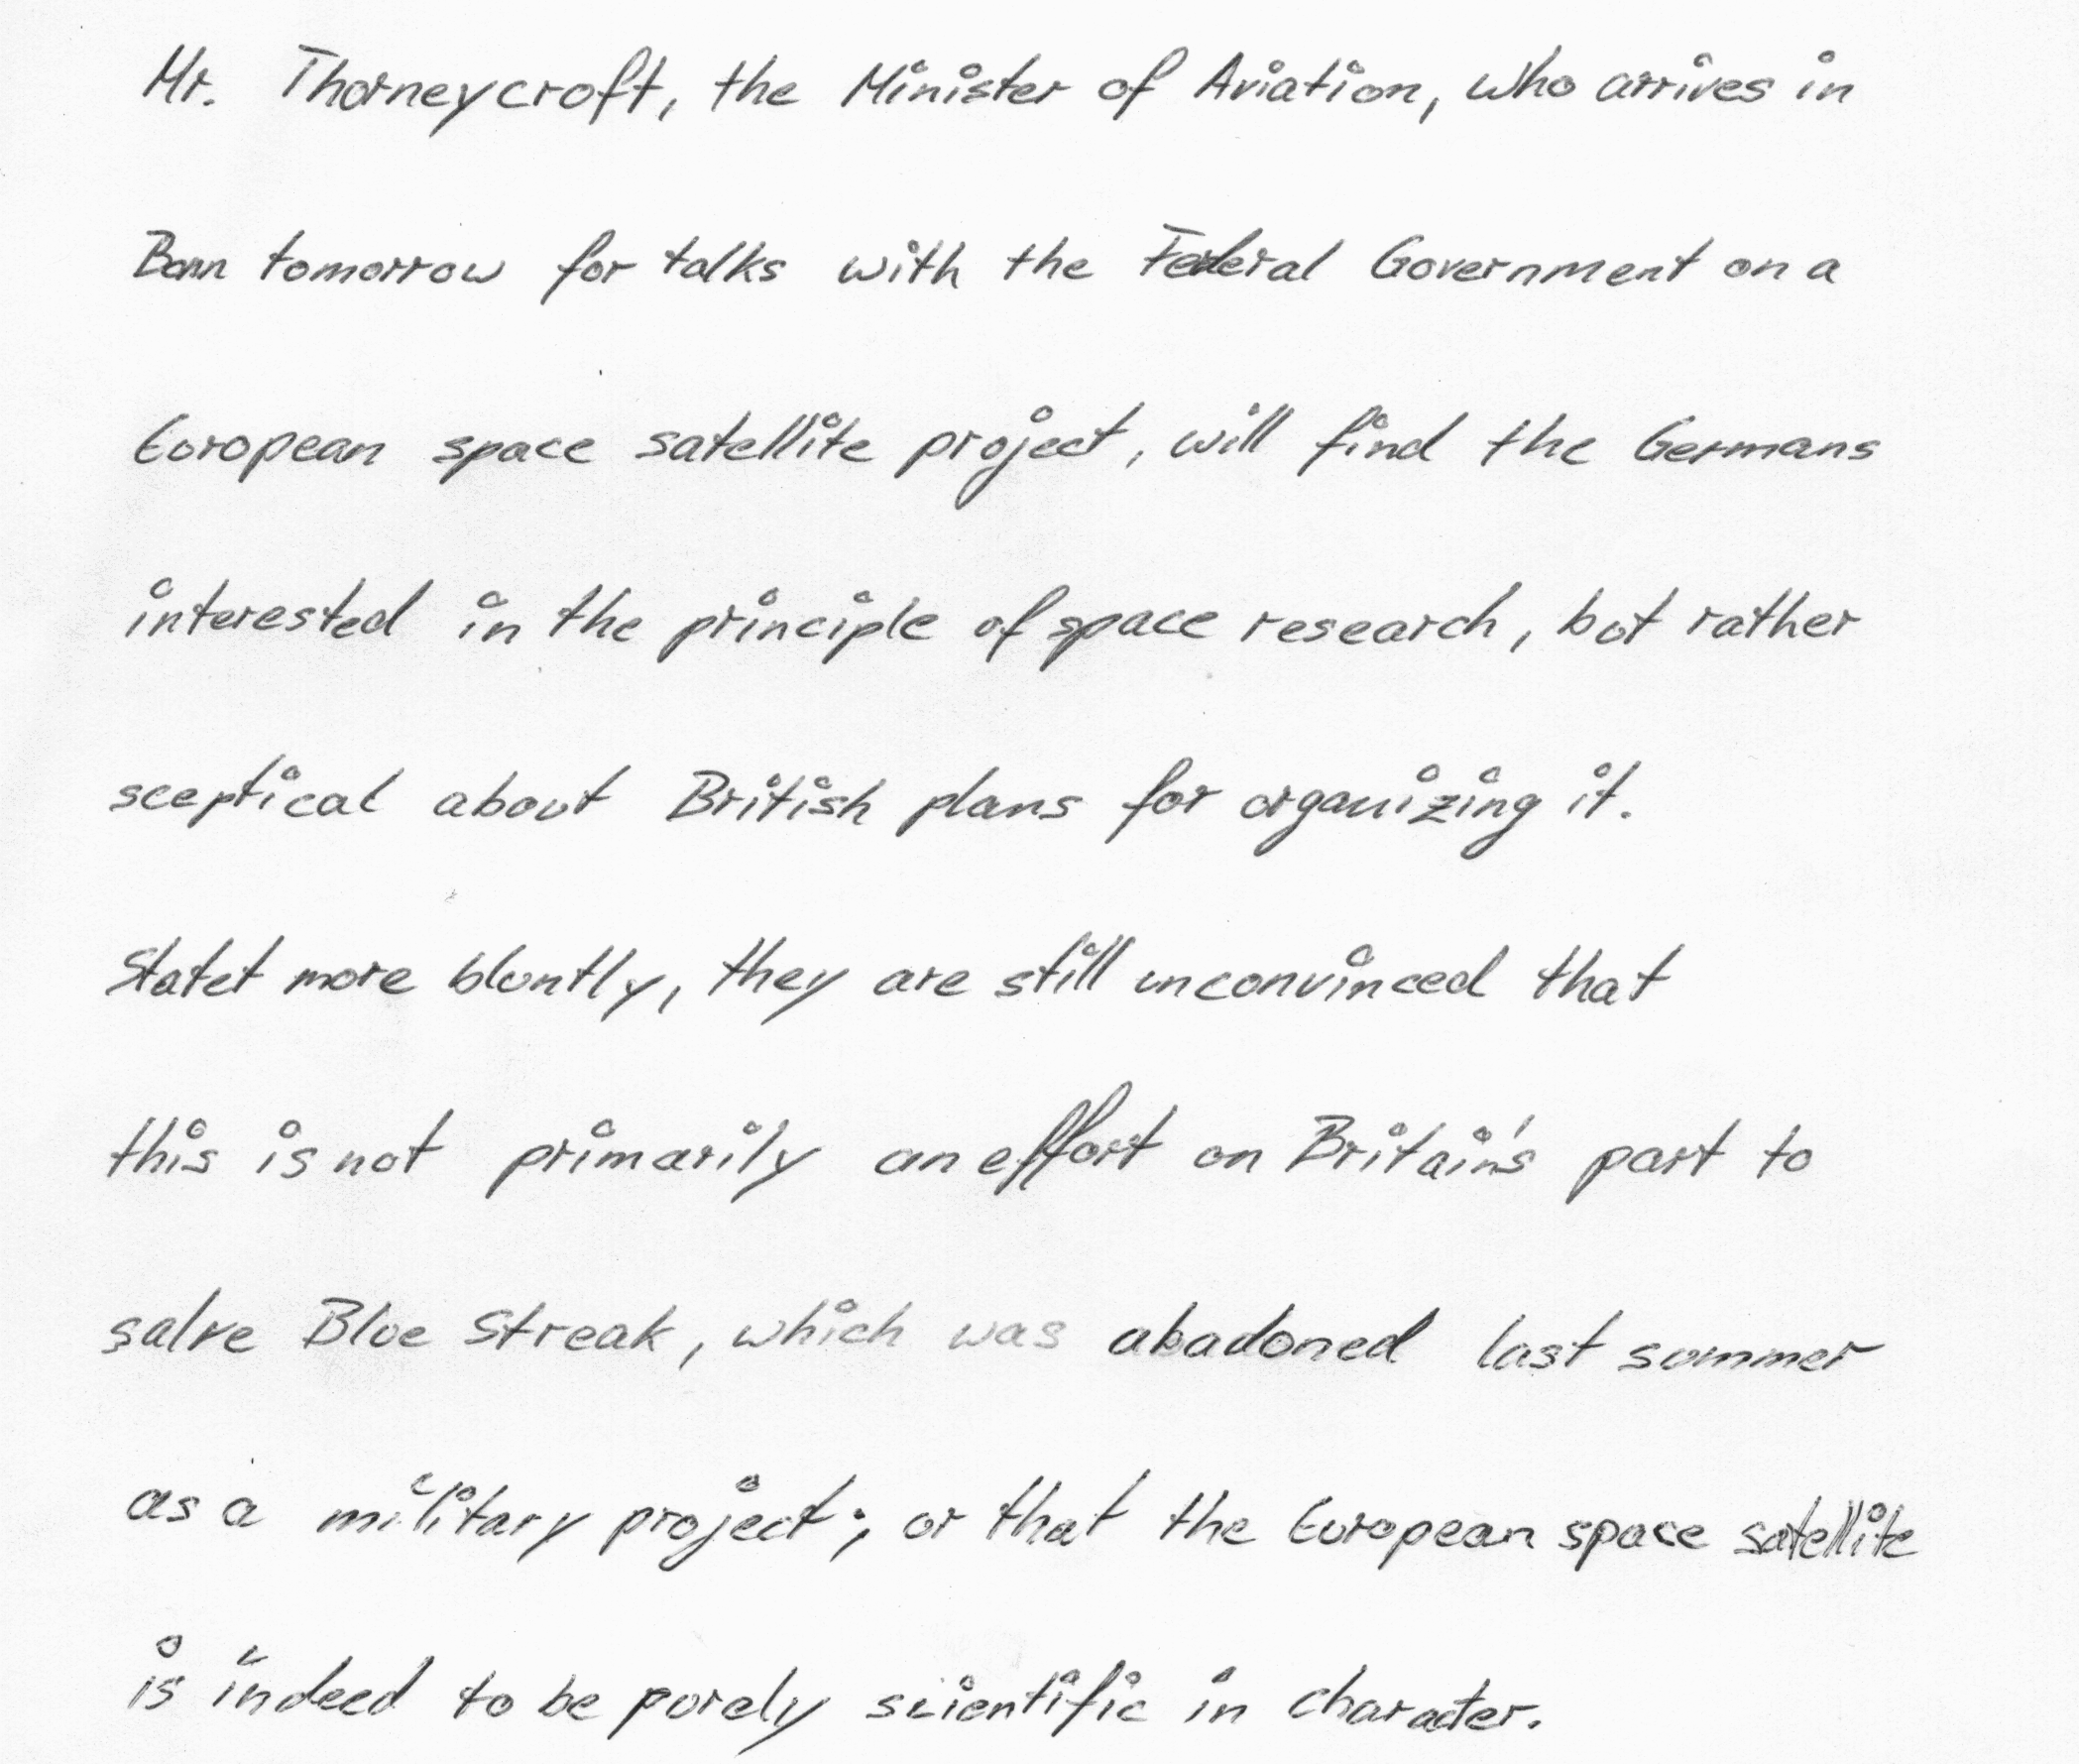 Mr. Thorneycroft, the Minister of Aviation, who arrives in
Bonn tomorrow for talks with the Federal Government on a
European space satellite project, will find the Germans
interested in the principle of space research, but rather
sceptical about British plans for organizing it.
Statet more bluntly, they are still unconvinced that
this is not primarily an effort on Britain's part to
salve Blue Streak, which was abadoned last summer
as a military project; or that the European space satellite
is indeed to be purely scientific in character.